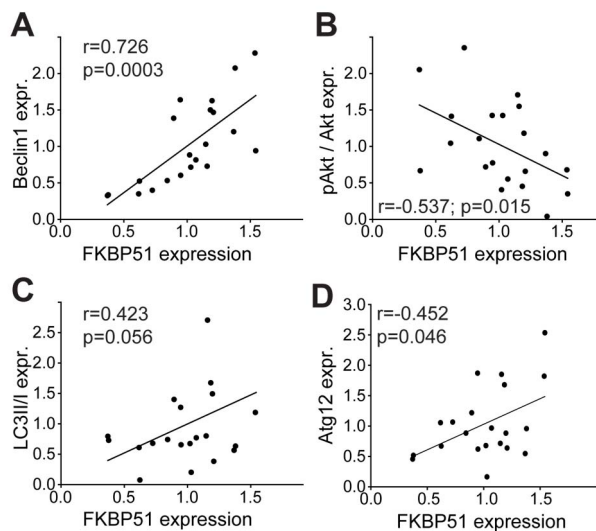 A
r=0.726
p=0.0003
Beclin1 expr.
2.0
1.5
1.0
0.5
0.0
0.0 0.5 1.0 1.5
FKBP51 expression
B
pAkt / Akt expr.
2.0
1.5
1.0
0.5
0.0
r=-0.537; p=0.015
0.0 0.5 1.0 1.5
FKBP51 expression
C
r=0.423
p=0.056
LC3II/I expr.
2.5
2.0
1.5
1.0
0.5
0.0
0.0 0.5 1.0 1.5
FKBP51 expression
D
r=-0.452
p=0.046
Atg12 expr.
3.0
2.5
2.0
1.5
1.0
0.5
0.0
0.0 0.5 1.0 1.5
FKBP51 expression